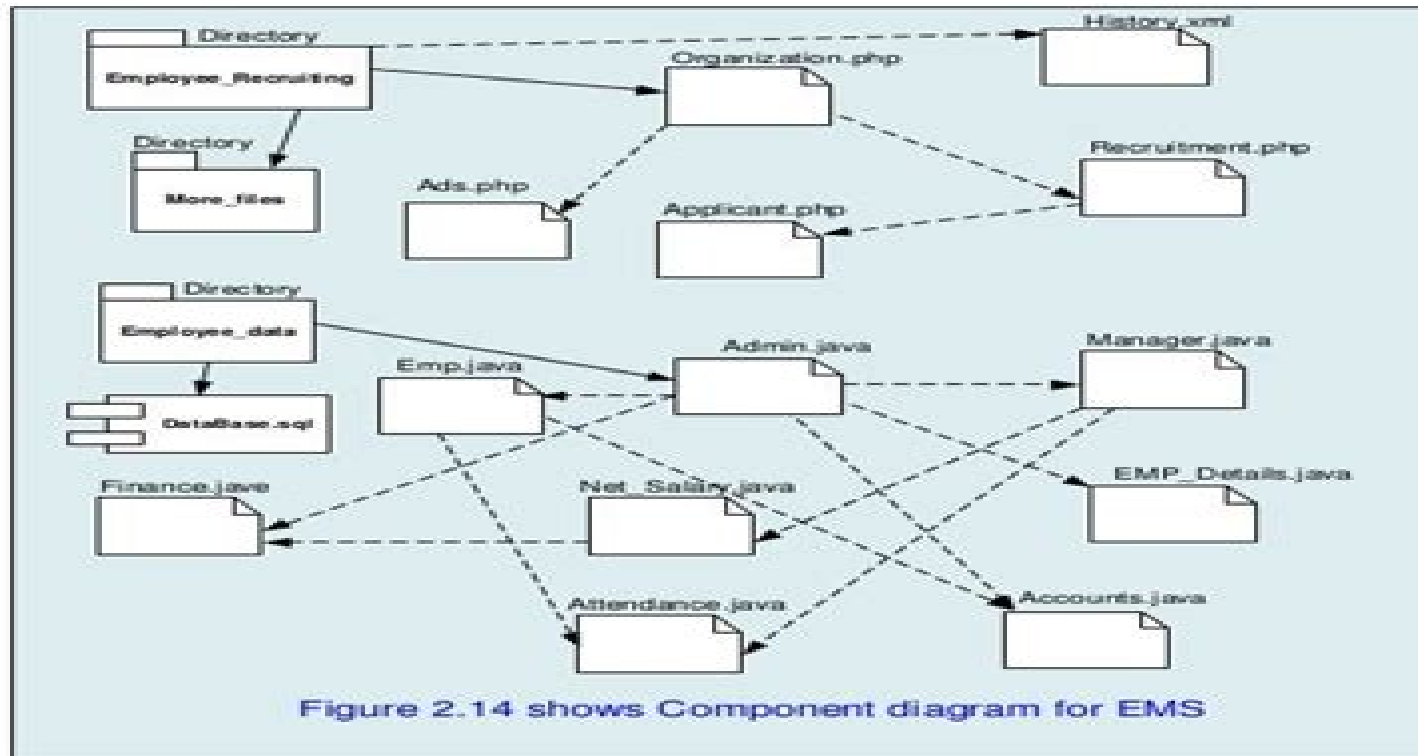 Directory
History.xml
Employee_Recruiting
Organization.php
Directory
More_files
Recruitment.php
Ads.php
Applicant.php
Directory
Employee_data
Admin.java
Manager.java
Emp.java
DataBase.sql
Finance.jave
Net_Salary.java
EMP_Details.java
Attendance.java
Accounts.java
Figure 2.14 shows Component diagram for EMS